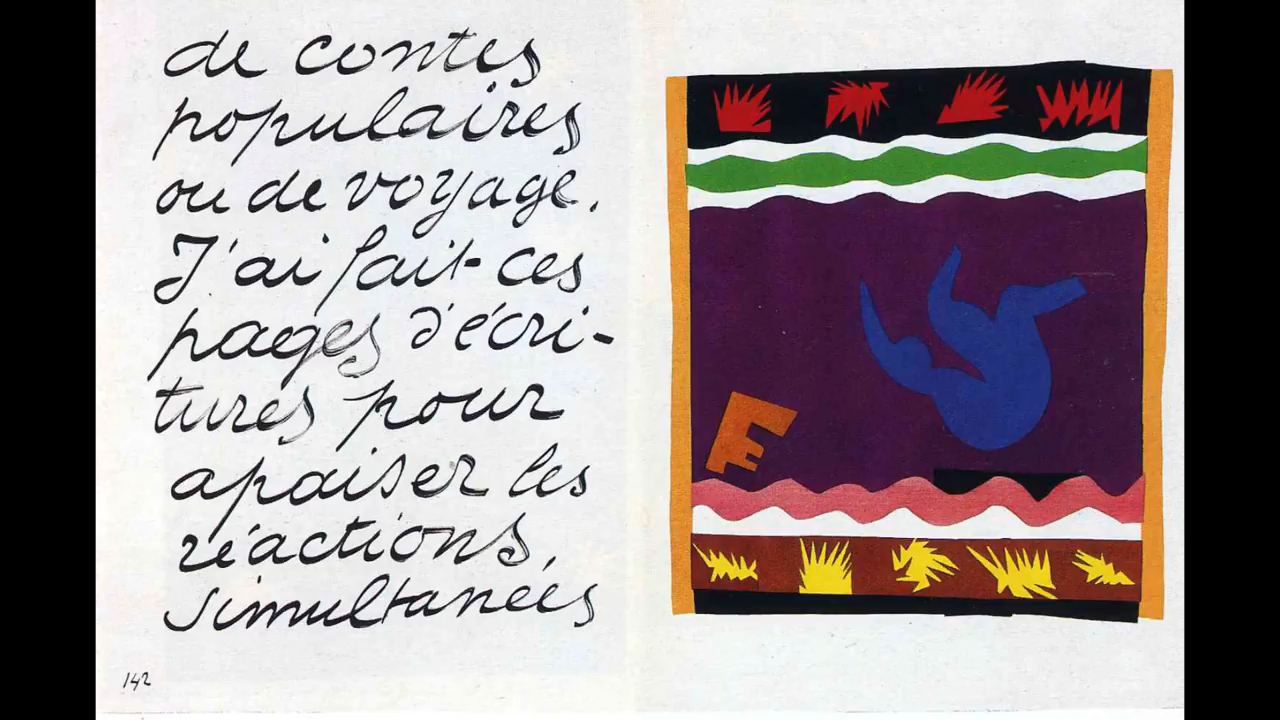 de contes
populaires
ou de voyage.
J'ai fait ces
pages d'écri-
tures pour
apaiser les
réactions,
simultanées
142